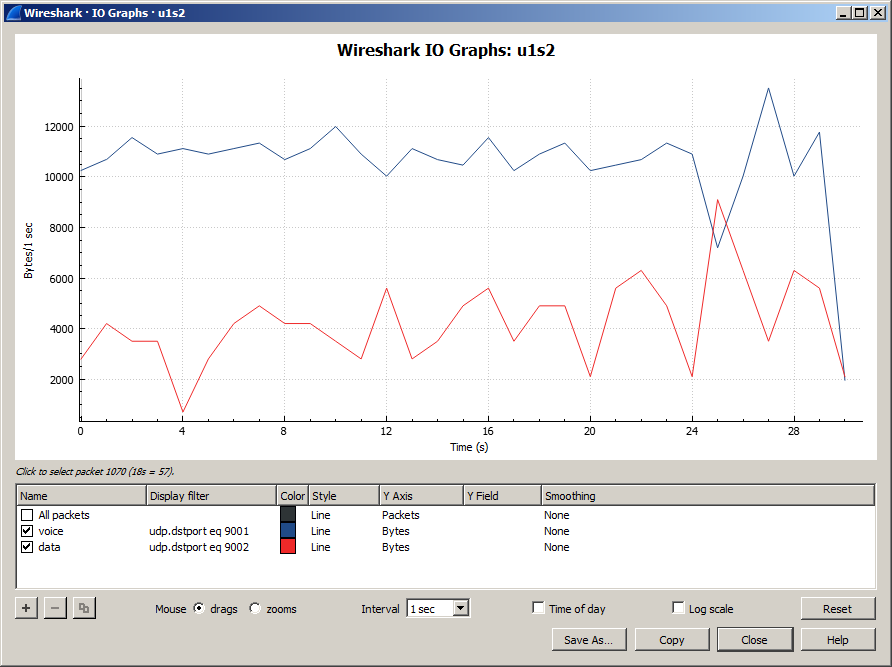 Wireshark · IO Graphs · u1s2
Wireshark IO Graphs: u1s2
12000
10000
8000
6000
4000
2000
Bytes/1 sec
0 4 8 12 16 20 24 28
Time (s)
Click to select packet 1070 (18s = 57).
Name Display filter Color Style Y Axis Y Field Smoothing
All packets Line Packets None
voice udp.dstport eq 9001 Line Bytes None
data udp.dstport eq 9002 Line Bytes None
Mouse drags zooms Interval 1 sec Time of day Log scale Reset
Save As... Copy Close Help